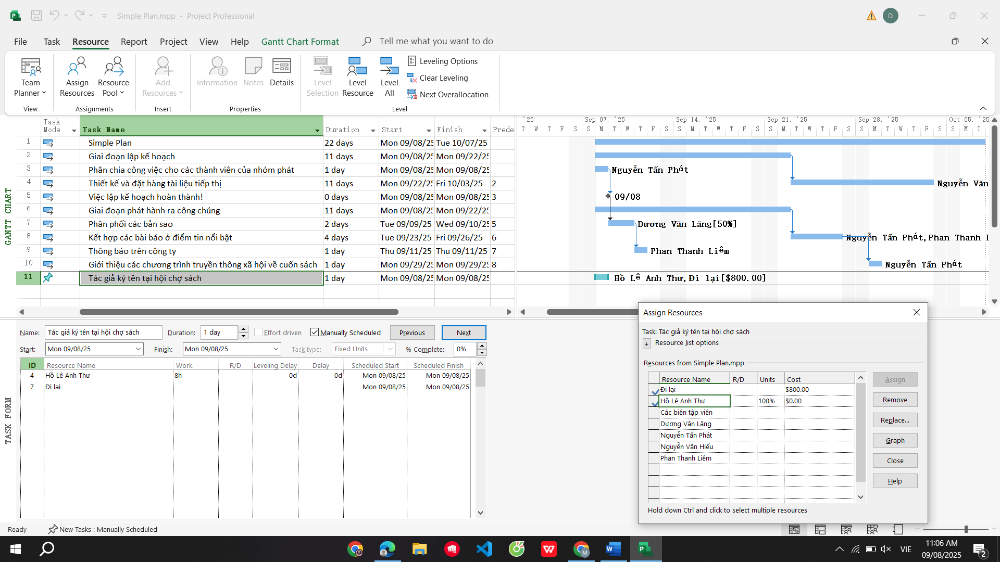 Simple Plan.mpp - Project Professional
D
File Task Resource Report Project View Help Gantt Chart Format Tell me what you want to do
Team Planner
Assign Resources
Resource Pool
Add Resources
Information
Notes
Details
Level Selection
Level Resource
Level All
Leveling Options
Clear Leveling
Next Overallocation
View Assignments Insert Properties Level
Task Mode Task Name Duration Start Finish Prede
1 Simple Plan 22 days Mon 09/08/25 Tue 10/07/25
2 Giai đoạn lập kế hoạch 11 days Mon 09/08/25 Mon 09/22/25
3 Phân chia công việc cho các thành viên của nhóm phát 1 day Mon 09/08/25 Mon 09/08/25
4 Thiết kế và đặt hàng tài liệu tiếp thị 11 days Mon 09/22/25 Fri 10/03/25 2
5 Việc lập kế hoạch hoàn thành! 0 days Mon 09/08/25 Mon 09/08/25 3
6 Giai đoạn phát hành ra công chúng 11 days Mon 09/08/25 Mon 09/22/25
7 Phân phối các bản sao 2 days Tue 09/09/25 Wed 09/10/25 5
8 Kết hợp các bài báo ở điểm tin nổi bật 4 days Tue 09/23/25 Fri 09/26/25 6
9 Thông báo trên công ty 1 day Thu 09/11/25 Thu 09/11/25 7
10 Giới thiệu các chương trình truyền thông xã hội về cuốn sách 1 day Mon 09/29/25 Mon 09/29/25 8
11 Tác giả ký tên tại hội chợ sách 1 day Mon 09/08/25 Mon 09/08/25
GANTT CHART
'25 Sep 07, '25 Sep 14, '25 Sep 21, '25 Sep 28, '25 Oct 05, '25
T W T F S S M T W T F S S M T W T F S S M T W T F S S M T W T F S S M T
Nguyễn Tấn Phát
Nguyễn Văn
09/08
Dương Văn Lăng[50%]
Nguyễn Tấn Phát,Phan Thanh L
Phan Thanh Liêm
Nguyễn Tấn Phát
Hồ Lê Anh Thư,Đi lại[$800.00]
TASK FORM
Name: Tác giả ký tên tại hội chợ sách Duration: 1 day Effort driven Manually Scheduled Previous Next
Start: Mon 09/08/25 Finish: Mon 09/08/25 Task type: Fixed Units % Complete: 0%
ID Resource Name Work R/D Leveling Delay Delay Scheduled Start Scheduled Finish
4 Hồ Lê Anh Thư 8h 0d 0d Mon 09/08/25 Mon 09/08/25
7 Đi lại Mon 09/08/25 Mon 09/08/25
Assign Resources
Task: Tác giả ký tên tại hội chợ sách
+ Resource list options
Resources from Simple Plan.mpp
Resource Name R/D Units Cost
Đi lại $800.00
Hồ Lê Anh Thư 100% $0.00
Các biên tập viên
Dương Văn Lăng
Nguyễn Tấn Phát
Nguyễn Văn Hiếu
Phan Thanh Liêm
Assign
Remove
Replace...
Graph
Close
Help
Hold down Ctrl and click to select multiple resources
Ready New Tasks : Manually Scheduled
M
VIE
11:06 AM
09/08/2025
2